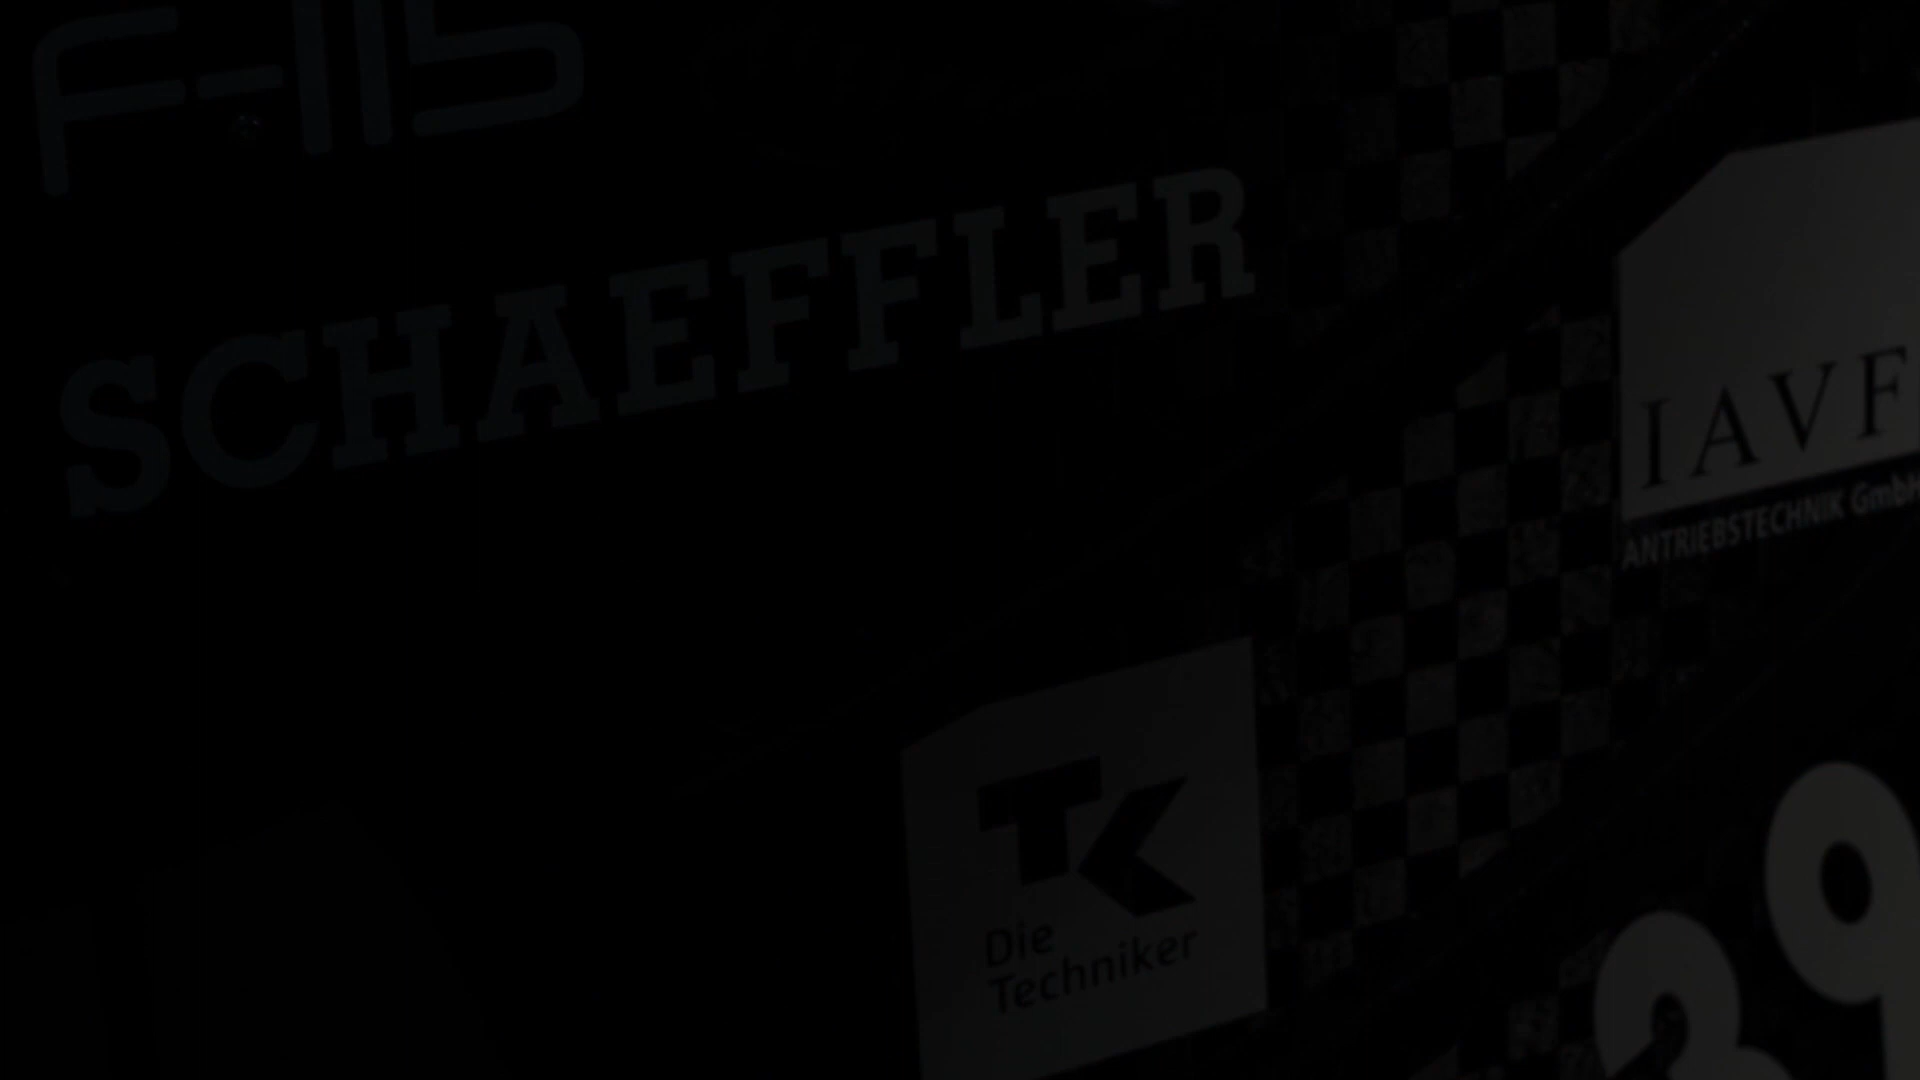 F-115
SCHAEFFLER
IAVF
ANTRIEBSTECHNIK GmbH
TK
Die
Techniker
39